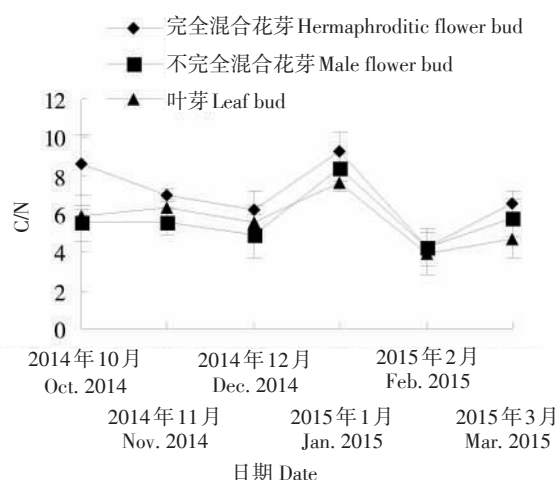 完全混合花芽 Hermaphroditic flower bud
不完全混合花芽 Male flower bud
叶芽 Leaf bud
C/N
12
10
8
6
4
2
0
2014年10月
Oct. 2014
2014年11月
Nov. 2014
2014年12月
Dec. 2014
2015年1月
Jan. 2015
2015年2月
Feb. 2015
2015年3月
Mar. 2015
日期 Date